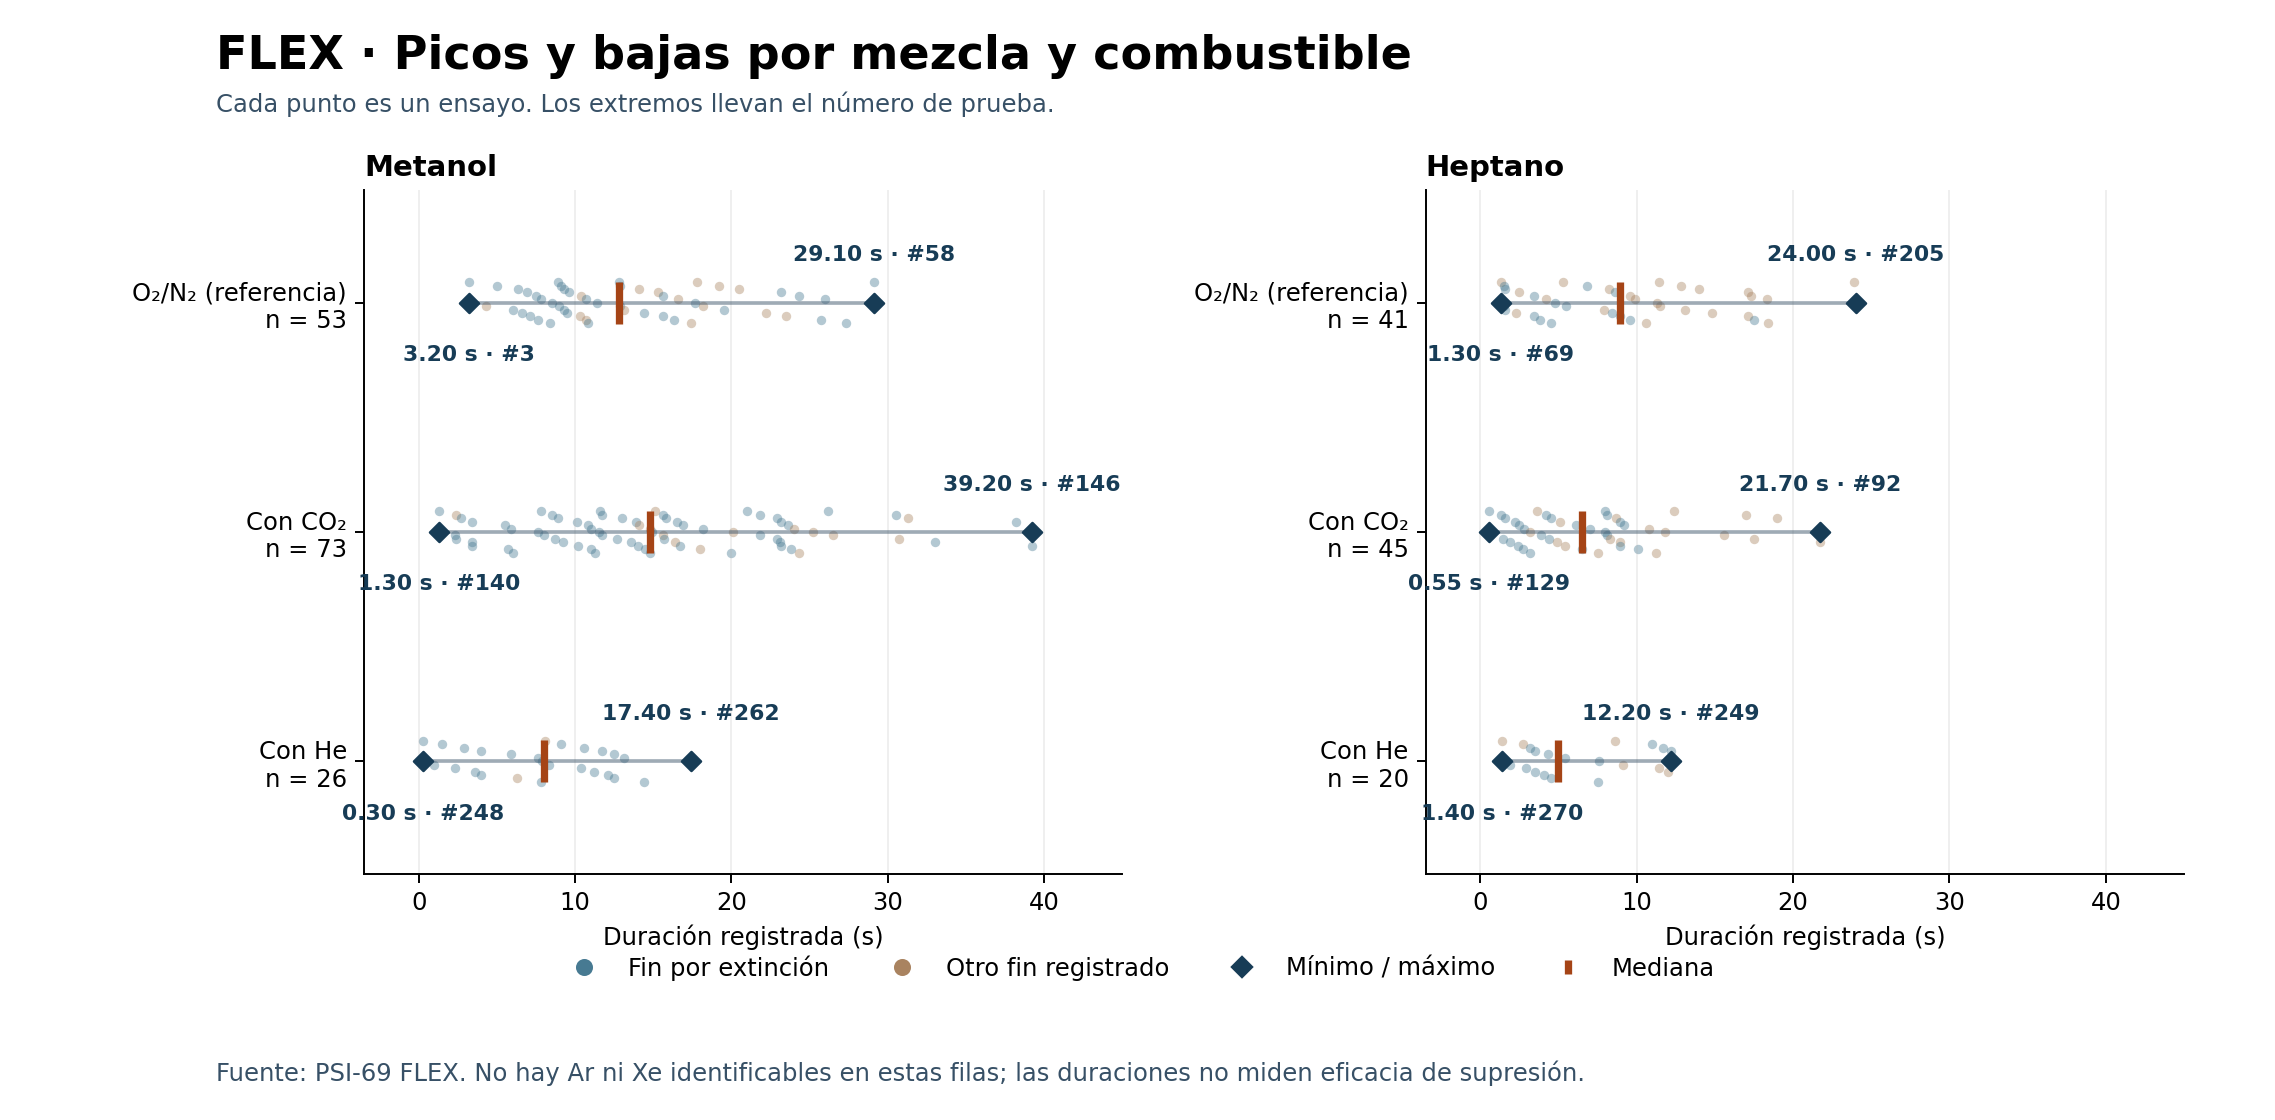 FLEX · Picos y bajas por mezcla y combustible
Cada punto es un ensayo. Los extremos llevan el número de prueba.
Metanol
O₂/N₂ (referencia)
n = 53
29.10 s · #58
3.20 s · #3
Con CO₂
n = 73
39.20 s · #146
1.30 s · #140
Con He
n = 26
17.40 s · #262
0.30 s · #248
0 10 20 30 40
Duración registrada (s)
Heptano
O₂/N₂ (referencia)
n = 41
24.00 s · #205
1.30 s · #69
Con CO₂
n = 45
21.70 s · #92
0.55 s · #129
Con He
n = 20
12.20 s · #249
1.40 s · #270
0 10 20 30 40
Duración registrada (s)
Fin por extinción Otro fin registrado Mínimo / máximo Mediana
Fuente: PSI-69 FLEX. No hay Ar ni Xe identificables en estas filas; las duraciones no miden eficacia de supresión.